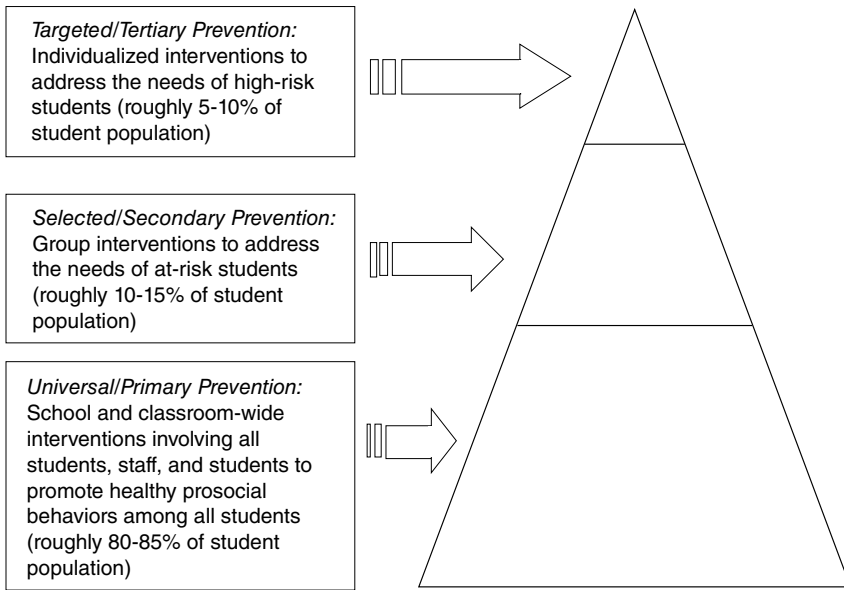 Targeted/Tertiary Prevention:
Individualized interventions to
address the needs of high-risk
students (roughly 5-10% of
student population)
Selected/Secondary Prevention:
Group interventions to address
the needs of at-risk students
(roughly 10-15% of student
population)
Universal/Primary Prevention:
School and classroom-wide
interventions involving all
students, staff, and students to
promote healthy prosocial
behaviors among all students
(roughly 80-85% of student
population)